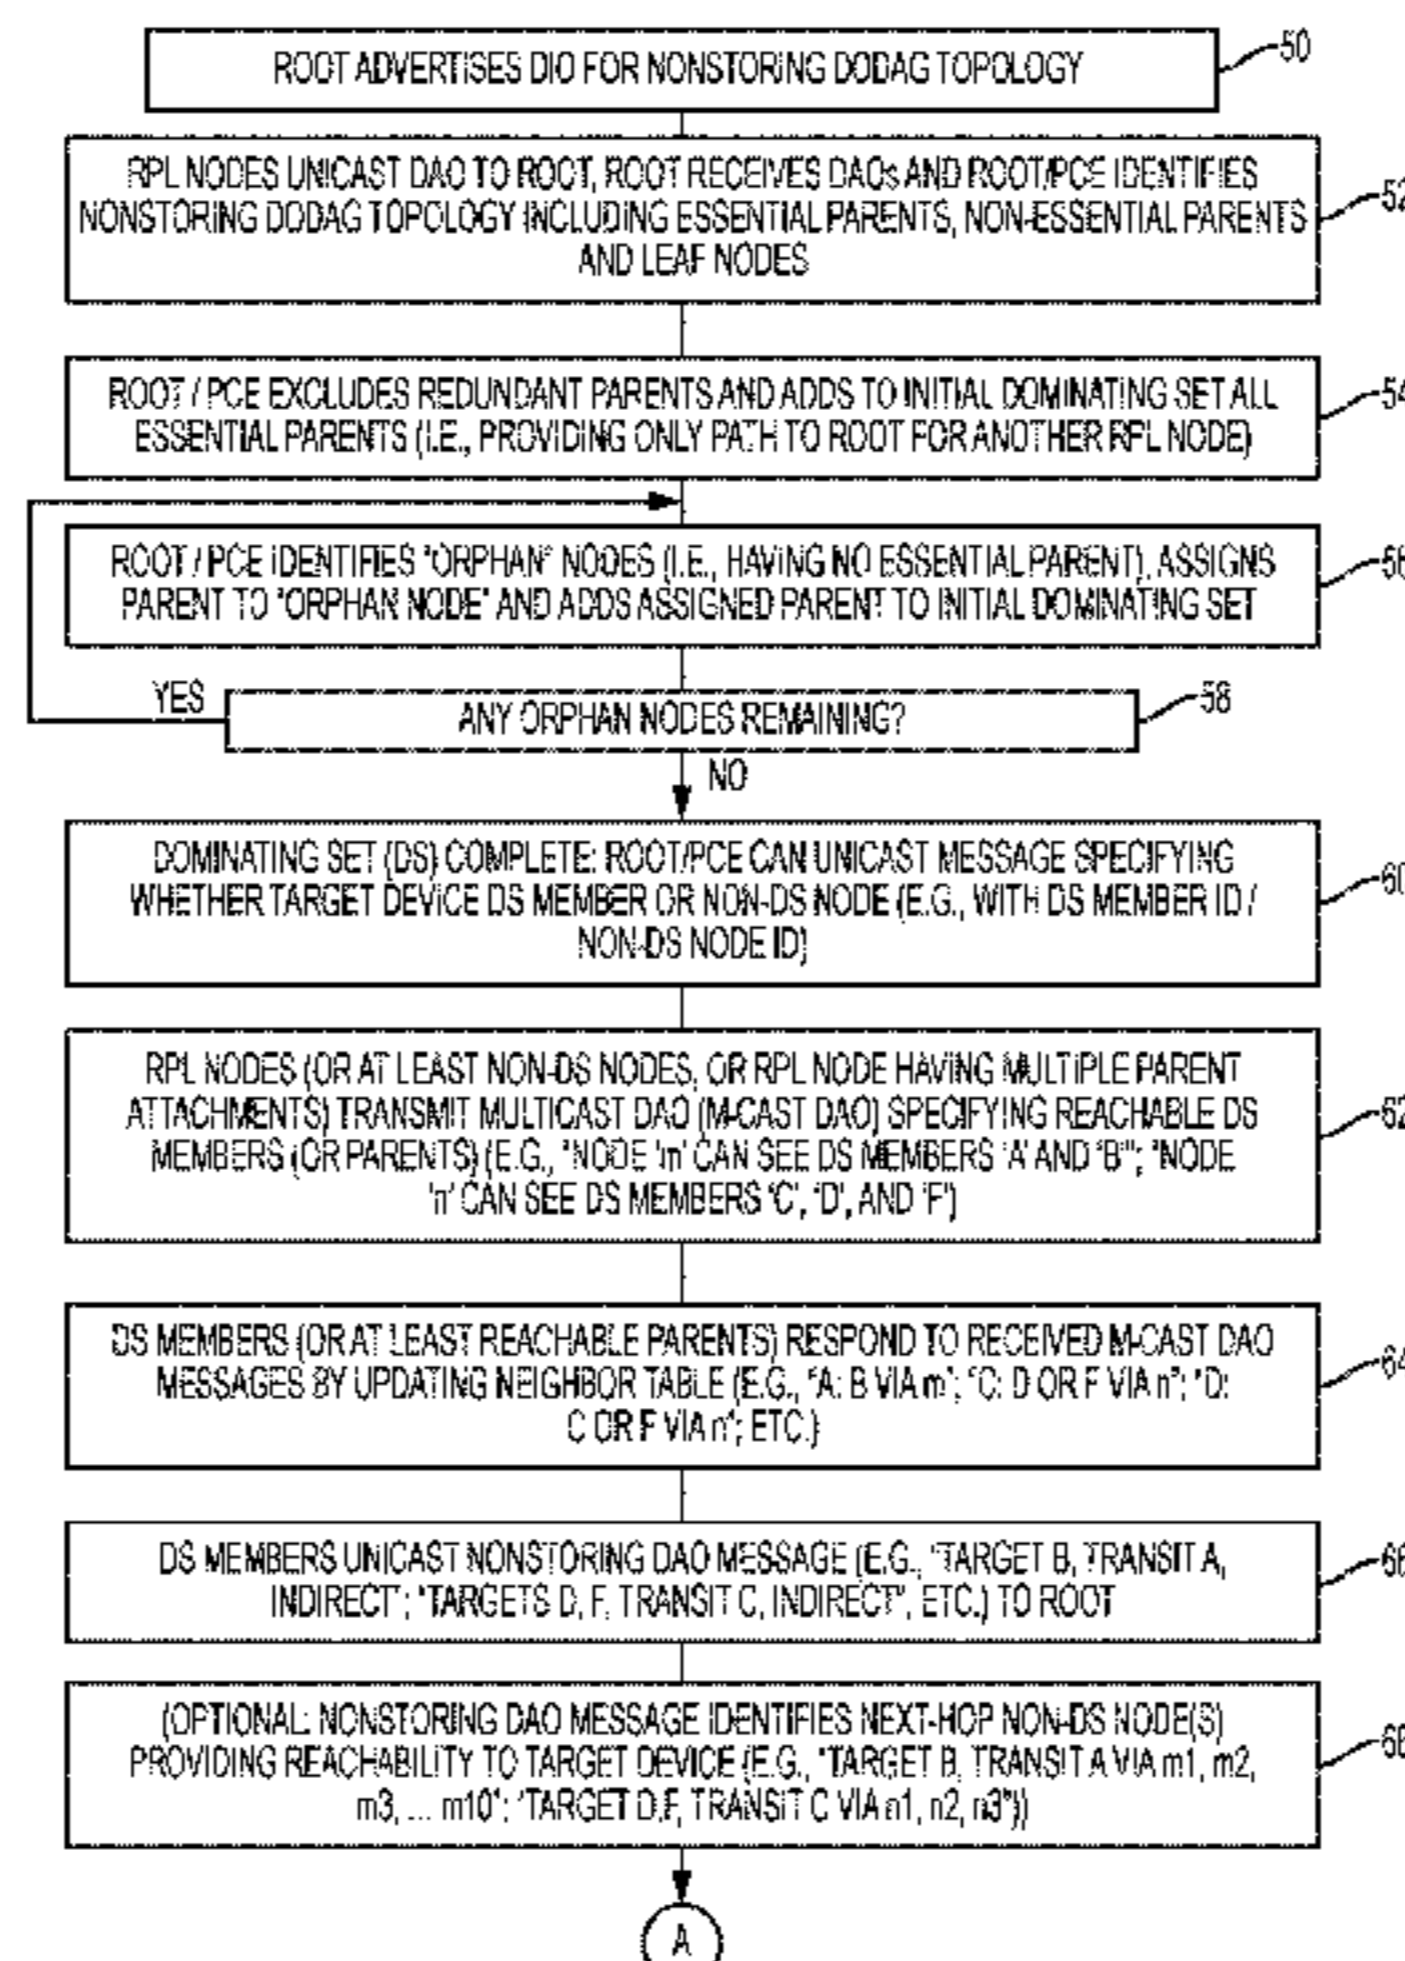 ROOT ADVERTISES DIO FOR NONSTORING DODAG TOPOLOGY
50
RPL NODES UNICAST DAO TO ROOT, ROOT RECEIVES DAOs AND ROOT/PCE IDENTIFIES
NONSTORING DODAG TOPOLOGY INCLUDING ESSENTIAL PARENTS, NON-ESSENTIAL PARENTS
AND LEAF NODES
52
ROOT / PCE EXCLUDES REDUNDANT PARENTS AND ADDS TO INITIAL DOMINATING SET ALL
ESSENTIAL PARENTS (I.E., PROVIDING ONLY PATH TO ROOT FOR ANOTHER RPL NODE)
54
ROOT / PCE IDENTIFIES "ORPHAN" NODES (I.E., HAVING NO ESSENTIAL PARENT), ASSIGNS
PARENT TO "ORPHAN NODE" AND ADDS ASSIGNED PARENT TO INITIAL DOMINATING SET
56
YES
ANY ORPHAN NODES REMAINING?
58
NO
DOMINATING SET (DS) COMPLETE: ROOT/PCE CAN UNICAST MESSAGE SPECIFYING
WHETHER TARGET DEVICE DS MEMBER OR NON-DS NODE (E.G., WITH DS MEMBER ID /
NON-DS NODE ID)
60
RPL NODES (OR AT LEAST NON-DS NODES, OR RPL NODE HAVING MULTIPLE PARENT
ATTACHMENTS) TRANSMIT MULTICAST DAO (M-CAST DAO) SPECIFYING REACHABLE DS
MEMBERS (OR PARENTS) (E.G., "NODE 'm' CAN SEE DS MEMBERS 'A' AND 'B'"; "NODE
'n' CAN SEE DS MEMBERS 'C', 'D', AND 'F')
62
DS MEMBERS (OR AT LEAST REACHABLE PARENTS) RESPOND TO RECEIVED M-CAST DAO
MESSAGES BY UPDATING NEIGHBOR TABLE (E.G., "A: B VIA m"; "C: D OR F VIA n"; "D:
C OR F VIA n"; ETC.)
64
DS MEMBERS UNICAST NONSTORING DAO MESSAGE (E.G., "TARGET B, TRANSIT A,
INDIRECT"; "TARGETS D, F, TRANSIT C, INDIRECT", ETC.) TO ROOT
66
(OPTIONAL: NONSTORING DAO MESSAGE IDENTIFIES NEXT-HOP NON-DS NODE(S)
PROVIDING REACHABILITY TO TARGET DEVICE (E.G., "TARGET B, TRANSIT A VIA m1, m2,
m3, ... m10"; "TARGET D,F, TRANSIT C VIA n1, n2, n3"))
A